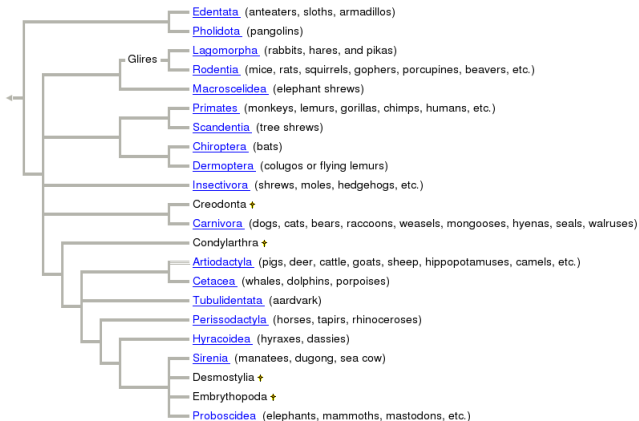 Edentata (anteaters, sloths, armadillos)
Pholidota (pangolins)
Lagomorpha (rabbits, hares, and pikas)
Glires
Rodentia (mice, rats, squirrels, gophers, porcupines, beavers, etc.)
Macroscelidea (elephant shrews)
Primates (monkeys, lemurs, gorillas, chimps, humans, etc.)
Scandentia (tree shrews)
Chiroptera (bats)
Dermoptera (colugos or flying lemurs)
Insectivora (shrews, moles, hedgehogs, etc.)
Creodonta ✝
Carnivora (dogs, cats, bears, raccoons, weasels, mongooses, hyenas, seals, walruses)
Condylarthra ✝
Artiodactyla (pigs, deer, cattle, goats, sheep, hippopotamuses, camels, etc.)
Cetacea (whales, dolphins, porpoises)
Tubulidentata (aardvark)
Perissodactyla (horses, tapirs, rhinoceroses)
Hyracoidea (hyraxes, dassies)
Sirenia (manatees, dugong, sea cow)
Desmostylia ✝
Embrythopoda ✝
Proboscidea (elephants, mammoths, mastodons, etc.)